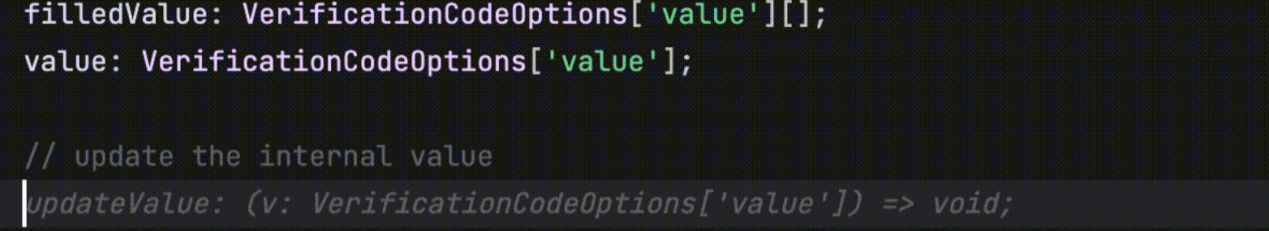 filledValue: VerificationCodeOptions['value'][];
value: VerificationCodeOptions['value'];
// update the internal value
updateValue: (v: VerificationCodeOptions['value']) => void;